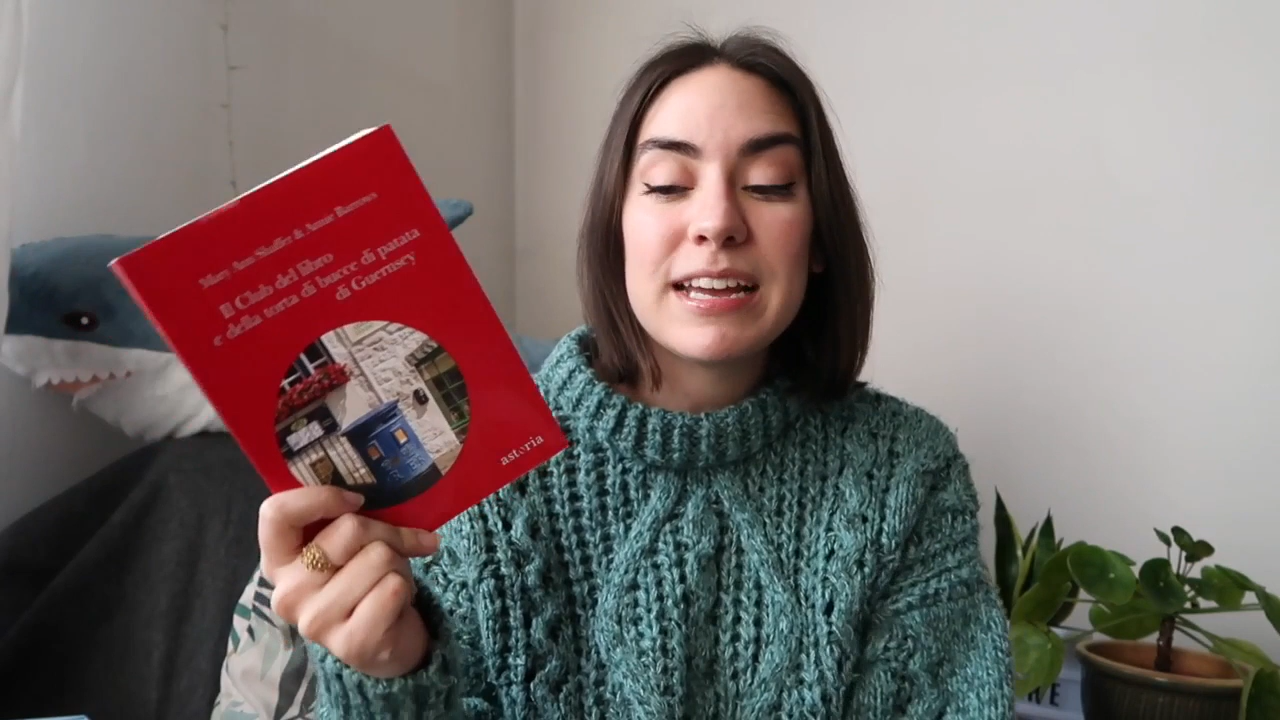 Mary Ann Shaffer & Annie Barrows
Il Club del libro
e della torta di bucce di patata
di Guernsey
astoria